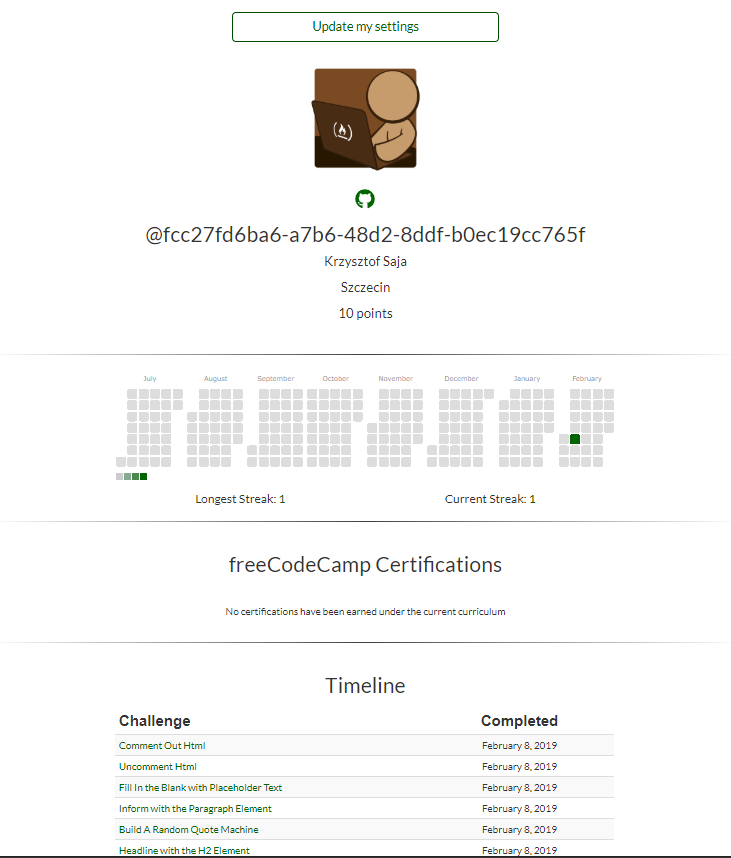 Update my settings
@fcc27fd6ba6-a7b6-48d2-8ddf-b0ec19cc765f
Krzysztof Saja
Szczecin
10 points
July August September October November December January February
Longest Streak: 1 Current Streak: 1
freeCodeCamp Certifications
No certifications have been earned under the current curriculum
Timeline
Challenge Completed
Comment Out Html February 8, 2019
Uncomment Html February 8, 2019
Fill In the Blank with Placeholder Text February 8, 2019
Inform with the Paragraph Element February 8, 2019
Build A Random Quote Machine February 8, 2019
Headline with the H2 Element February 8, 2019